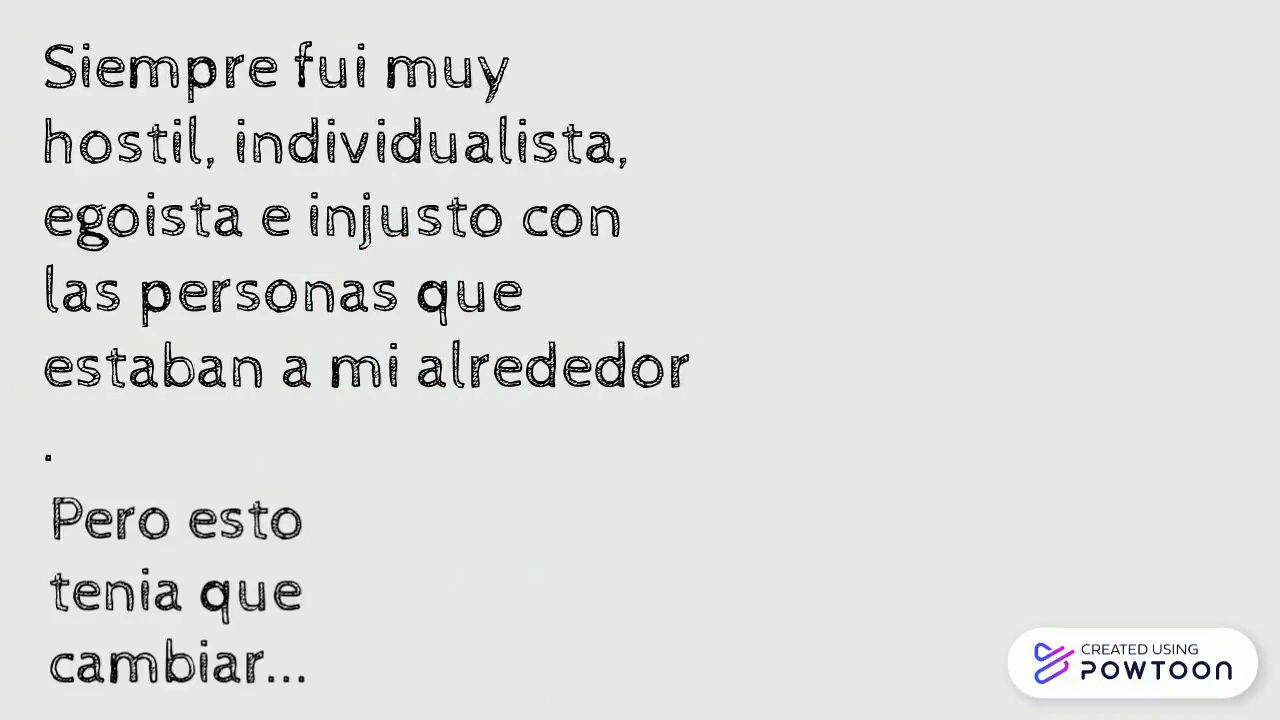 Siempre fui muy
hostil, individualista,
egoista e injusto con
las personas que
estaban a mi alrededor
.
Pero esto
tenia que
cambiar...
CREATED USING
POWTOON